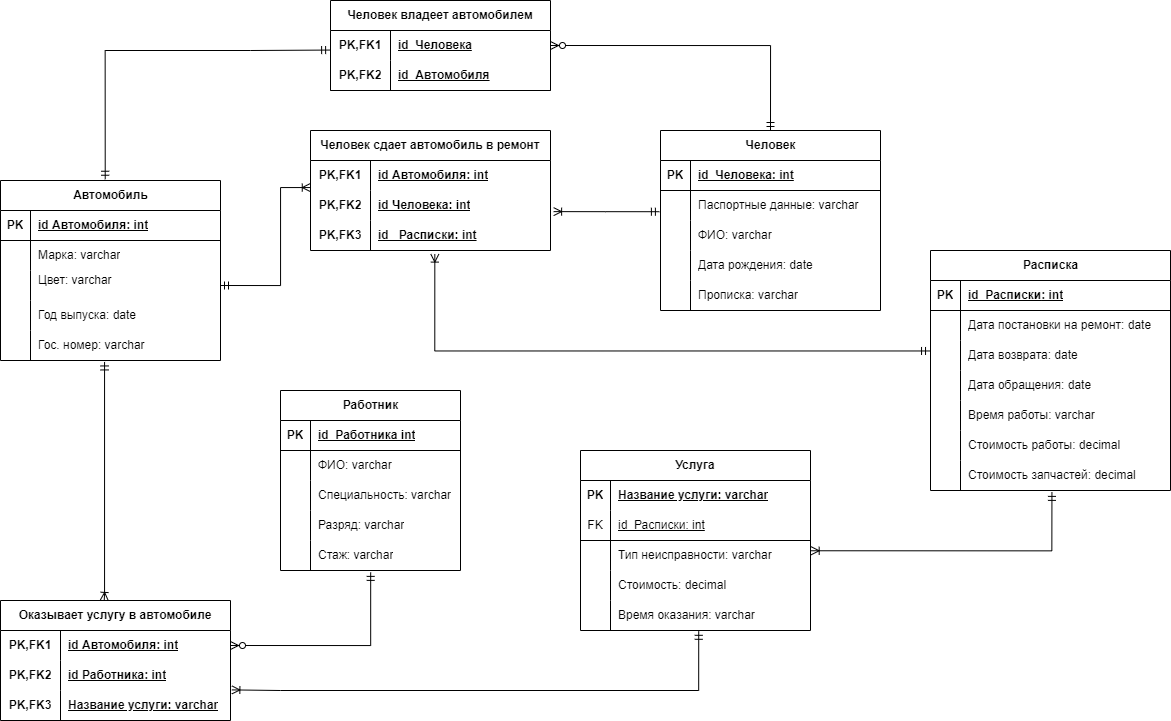 Человек владеет автомобилем
PK,FK1 id_Человека
PK,FK2 id_Автомобиля
Человек сдает автомобиль в ремонт
PK,FK1 id Автомобиля: int
PK,FK2 id Человека: int
PK,FK3 id_ Расписки: int
Человек
PK id_Человека: int
Паспортные данные: varchar
ФИО: varchar
Дата рождения: date
Прописка: varchar
Автомобиль
PK id Автомобиля: int
Марка: varchar
Цвет: varchar
Год выпуска: date
Гос. номер: varchar
Расписка
PK id_Расписки: int
Дата постановки на ремонт: date
Дата возврата: date
Дата обращения: date
Время работы: varchar
Стоимость работы: decimal
Стоимость запчастей: decimal
Работник
PK id_Работника int
ФИО: varchar
Специальность: varchar
Разряд: varchar
Стаж: varchar
Услуга
PK Название услуги: varchar
FK id_Расписки: int
Тип неисправности: varchar
Стоимость: decimal
Время оказания: varchar
Оказывает услугу в автомобиле
PK,FK1 id Автомобиля: int
PK,FK2 id Работника: int
PK,FK3 Название услуги: varchar